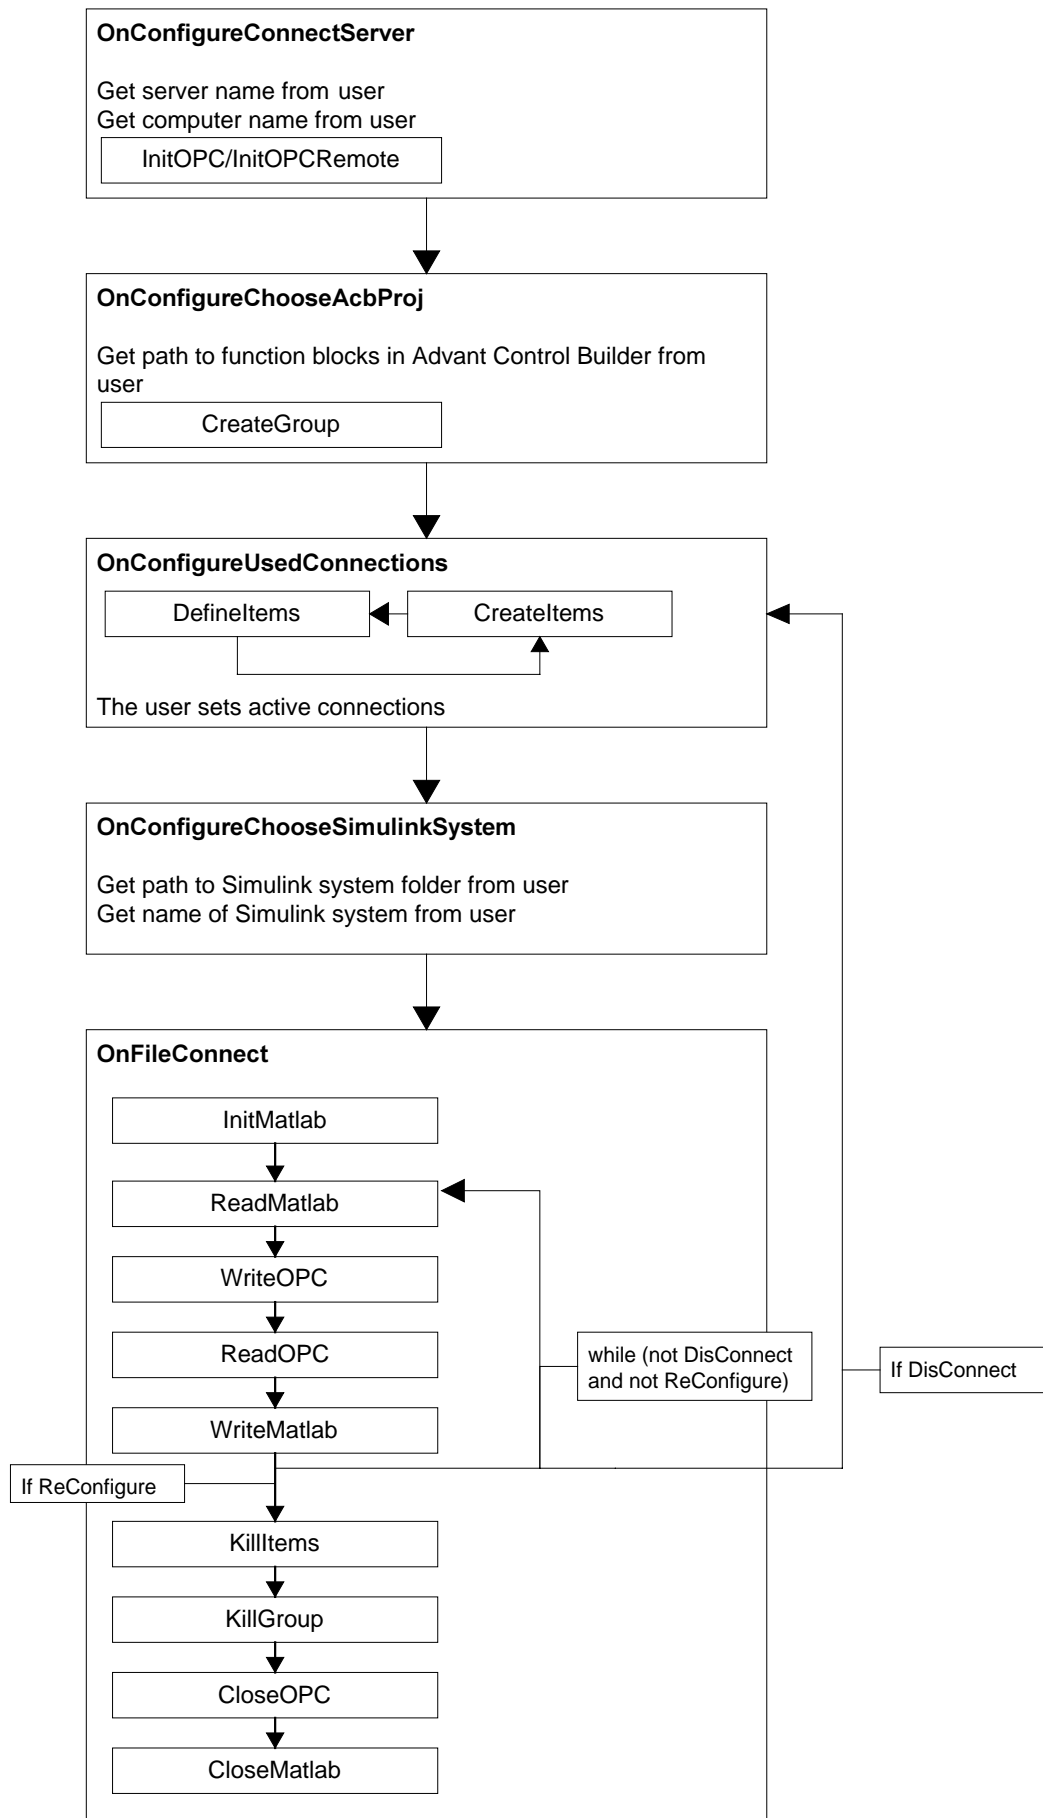 OnConfigureConnectServer
Get server name from user
Get computer name from user
InitOPC/InitOPCRemote
OnConfigureChooseAcbProj
Get path to function blocks in Advant Control Builder from
user
CreateGroup
OnConfigureUsedConnections
DefineItems
CreateItems
The user sets active connections
OnConfigureChooseSimulinkSystem
Get path to Simulink system folder from user
Get name of Simulink system from user
OnFileConnect
InitMatlab
ReadMatlab
WriteOPC
ReadOPC
while (not DisConnect
and not ReConfigure)
If DisConnect
WriteMatlab
If ReConfigure
KillItems
KillGroup
CloseOPC
CloseMatlab